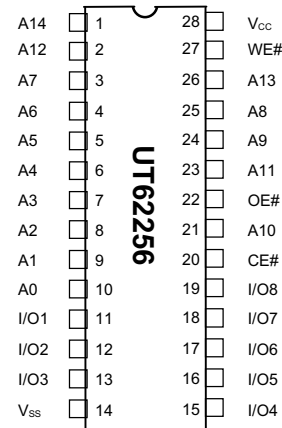 A14 1 28 Vcc
A12 2 27 WE#
A7 3 26 A13
A6 4 25 A8
A5 5 24 A9
A4 6 23 A11
A3 7 22 OE#
A2 8 21 A10
A1 9 20 CE#
A0 10 19 I/O8
I/O1 11 18 I/O7
I/O2 12 17 I/O6
I/O3 13 16 I/O5
Vss 14 15 I/O4
UT62256